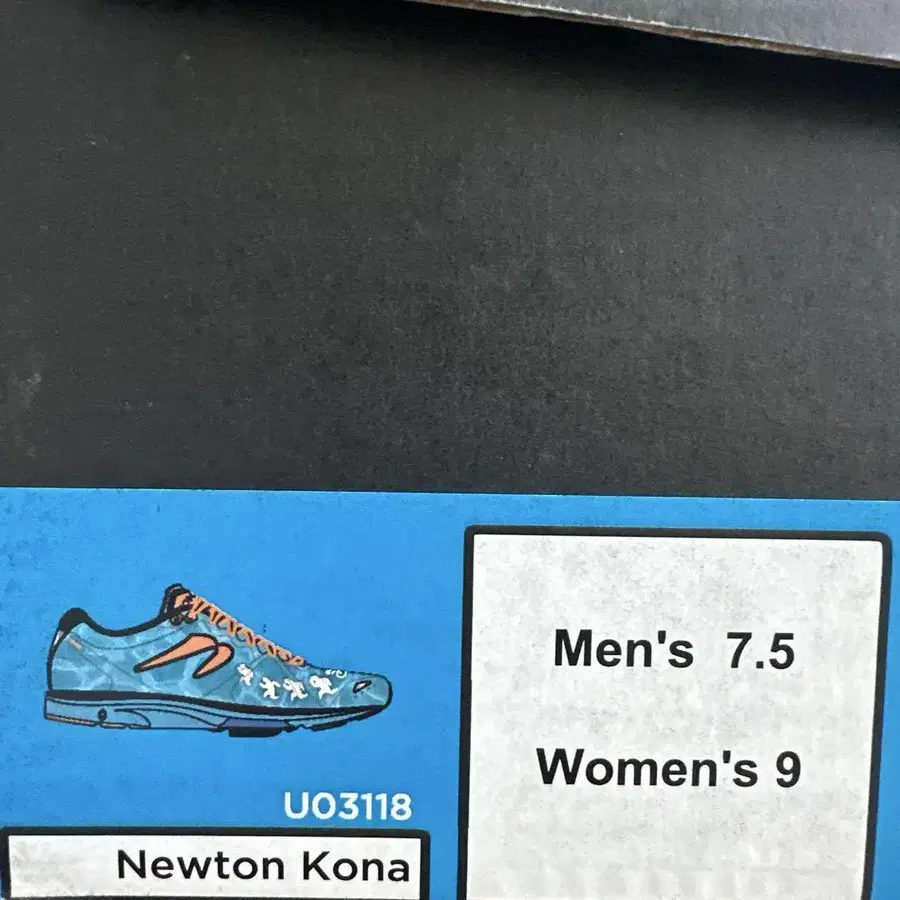 U03118
Newton Kona
Men's 7.5
Women's 9